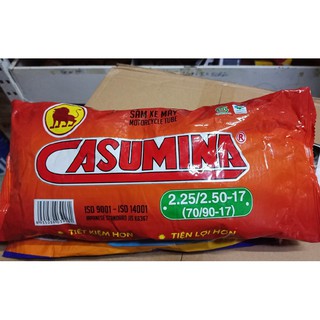 SĂM XE MÁY
MOTORCYCLE TUBE
CASUMINA®
2.25/2.50-17
(70/90-17)
ISO 9001 - ISO 14001
TIẾT KIỆM HƠN
TIỆN LỢI HƠN